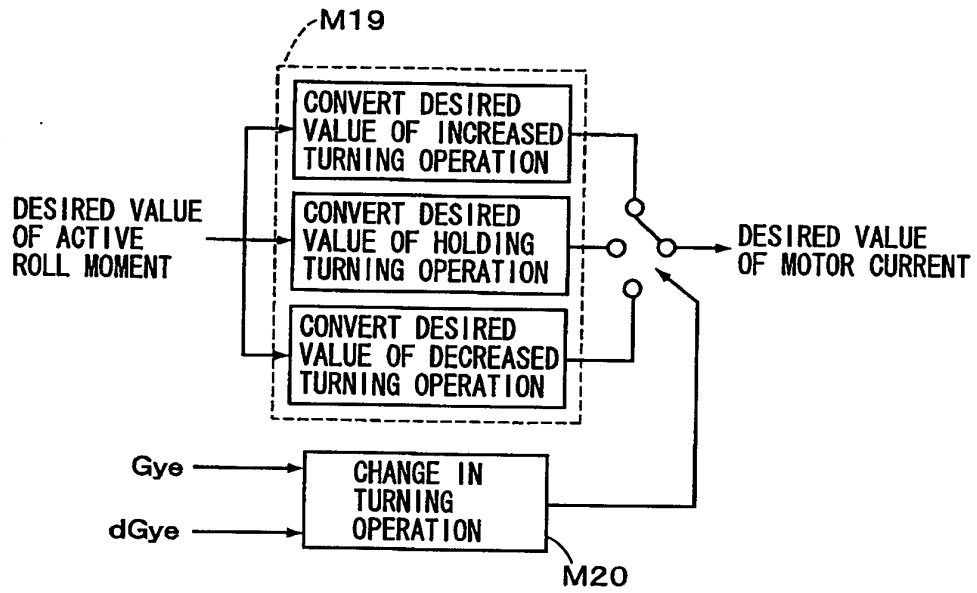 M19
CONVERT DESIRED
VALUE OF INCREASED
TURNING OPERATION
DESIRED VALUE
OF ACTIVE
ROLL MOMENT
CONVERT DESIRED
VALUE OF HOLDING
TURNING OPERATION
DESIRED VALUE
OF MOTOR CURRENT
CONVERT DESIRED
VALUE OF DECREASED
TURNING OPERATION
Gye
dGye
CHANGE IN
TURNING
OPERATION
M20